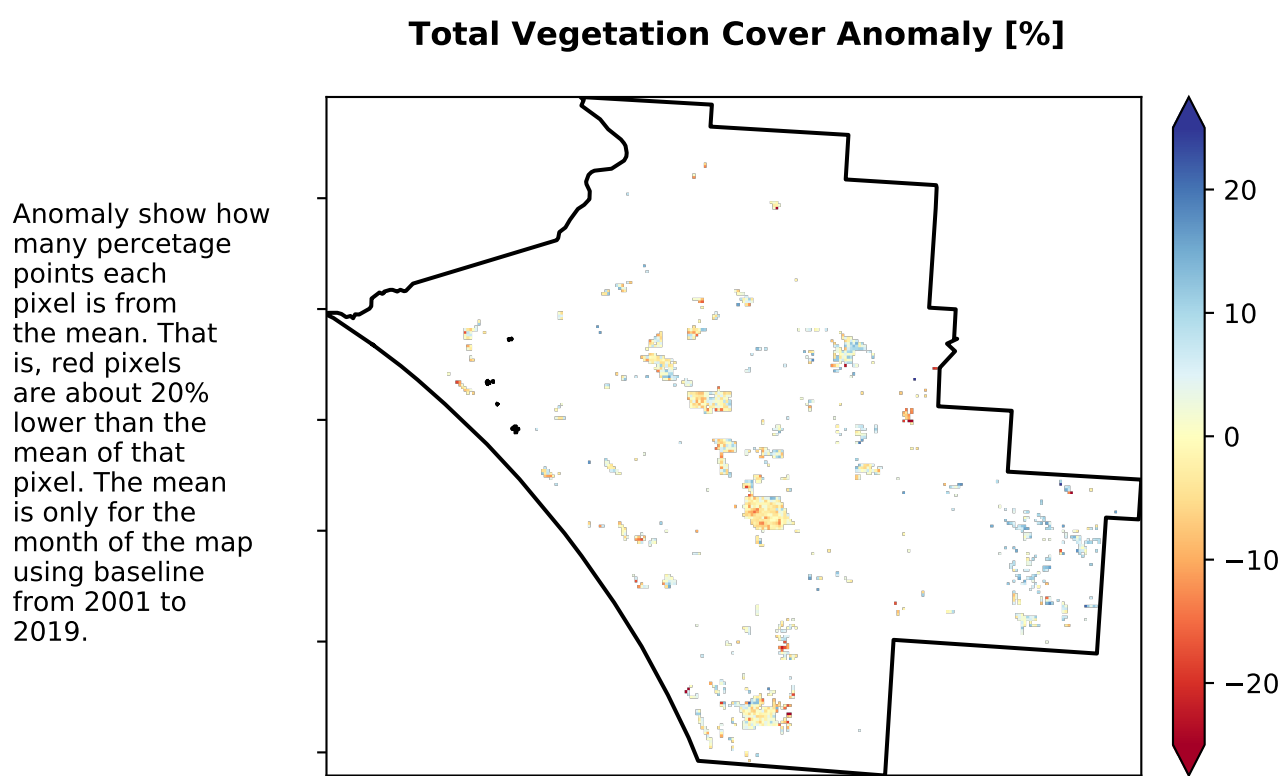 Total Vegetation Cover Anomaly [%]
Anomaly show how
many percetage
points each
pixel is from
the mean. That
is, red pixels
are about 20%
lower than the
mean of that
pixel. The mean
is only for the
month of the map
using baseline
from 2001 to
2019.
20
10
0
−10
−20